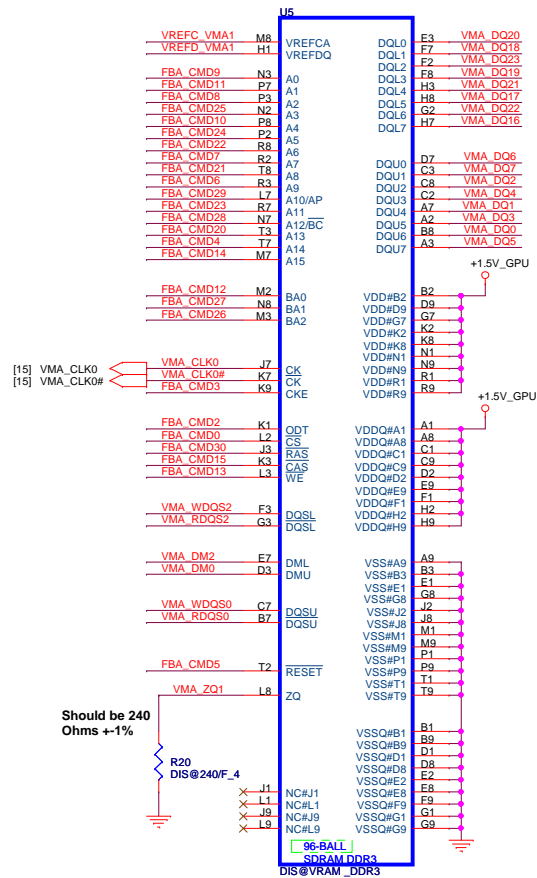 U5
VREFC_VMA1 M8 VREFCA DQL0 E3 VMA_DQ20
VREFD_VMA1 H1 VREFDQ DQL1 F7 VMA_DQ18
DQL2 F2 VMA_DQ23
FBA_CMD9 N3 A0 DQL3 F8 VMA_DQ19
FBA_CMD11 P7 A1 DQL4 H3 VMA_DQ21
FBA_CMD8 P3 A2 DQL5 H8 VMA_DQ17
FBA_CMD25 N2 A3 DQL6 G2 VMA_DQ22
FBA_CMD10 P8 A4 DQL7 H7 VMA_DQ16
FBA_CMD24 P2 A5
FBA_CMD22 R8 A6
FBA_CMD7 R2 A7 DQU0 D7 VMA_DQ6
FBA_CMD21 T8 A8 DQU1 C3 VMA_DQ7
FBA_CMD6 R3 A9 DQU2 C8 VMA_DQ2
FBA_CMD29 L7 A10/AP DQU3 C2 VMA_DQ4
FBA_CMD23 R7 A11 DQU4 A7 VMA_DQ1
FBA_CMD28 N7 A12/BC DQU5 A2 VMA_DQ3
FBA_CMD20 T3 A13 DQU6 B8 VMA_DQ0
FBA_CMD4 T7 A14 DQU7 A3 VMA_DQ5
FBA_CMD14 M7 A15
+1.5V_GPU
FBA_CMD12 M2 BA0 VDD#B2 B2
FBA_CMD27 N8 BA1 VDD#D9 D9
FBA_CMD26 M3 BA2 VDD#G7 G7
VDD#K2 K2
VDD#K8 K8
VDD#N1 N1
[15] VMA_CLK0 VMA_CLK0 J7 CK VDD#N9 N9
[15] VMA_CLK0# VMA_CLK0# K7 CK VDD#R1 R1
FBA_CMD3 K9 CKE VDD#R9 R9
+1.5V_GPU
FBA_CMD2 K1 ODT VDDQ#A1 A1
FBA_CMD0 L2 CS VDDQ#A8 A8
FBA_CMD30 J3 RAS VDDQ#C1 C1
FBA_CMD15 K3 CAS VDDQ#C9 C9
FBA_CMD13 L3 WE VDDQ#D2 D2
VDDQ#E9 E9
VDDQ#F1 F1
VMA_WDQS2 F3 DQSL VDDQ#H2 H2
VMA_RDQS2 G3 DQSL VDDQ#H9 H9
VMA_DM2 E7 DML VSS#A9 A9
VMA_DM0 D3 DMU VSS#B3 B3
VSS#E1 E1
VSS#G8 G8
VMA_WDQS0 C7 DQSU VSS#J2 J2
VMA_RDQS0 B7 DQSU VSS#J8 J8
VSS#M1 M1
VSS#M9 M9
VSS#P1 P1
FBA_CMD5 T2 RESET VSS#P9 P9
VSS#T1 T1
VMA_ZQ1 L8 ZQ VSS#T9 T9
Should be 240
Ohms +-1%
VSSQ#B1 B1
VSSQ#B9 B9
VSSQ#D1 D1
R20 VSSQ#D8 D8
DIS@240/F_4 VSSQ#E2 E2
J1 NC#J1 VSSQ#E8 E8
L1 NC#L1 VSSQ#F9 F9
J9 NC#J9 VSSQ#G1 G1
L9 NC#L9 VSSQ#G9 G9
96-BALL
SDRAM DDR3
DIS@VRAM _DDR3